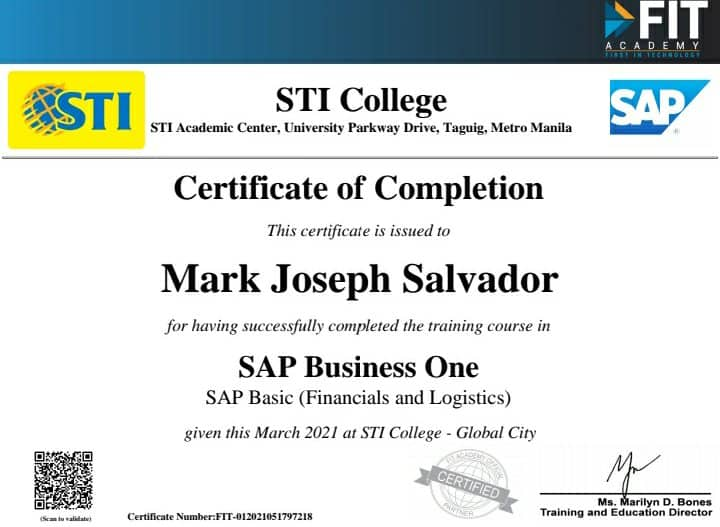 FIT
ACADEMY
FIRST IN TECHNOLOGY
STI
STI College
SAP
STI Academic Center, University Parkway Drive, Taguig, Metro Manila
Certificate of Completion
This certificate is issued to
Mark Joseph Salvador
for having successfully completed the training course in
SAP Business One
SAP Basic (Financials and Logistics)
given this March 2021 at STI College - Global City
FIT ACADEMY OFFICIAL
CERTIFIED
PARTNER
Ms. Marilyn D. Bones
Training and Education Director
(Scan to validate)
Certificate Number:FIT-012021051797218